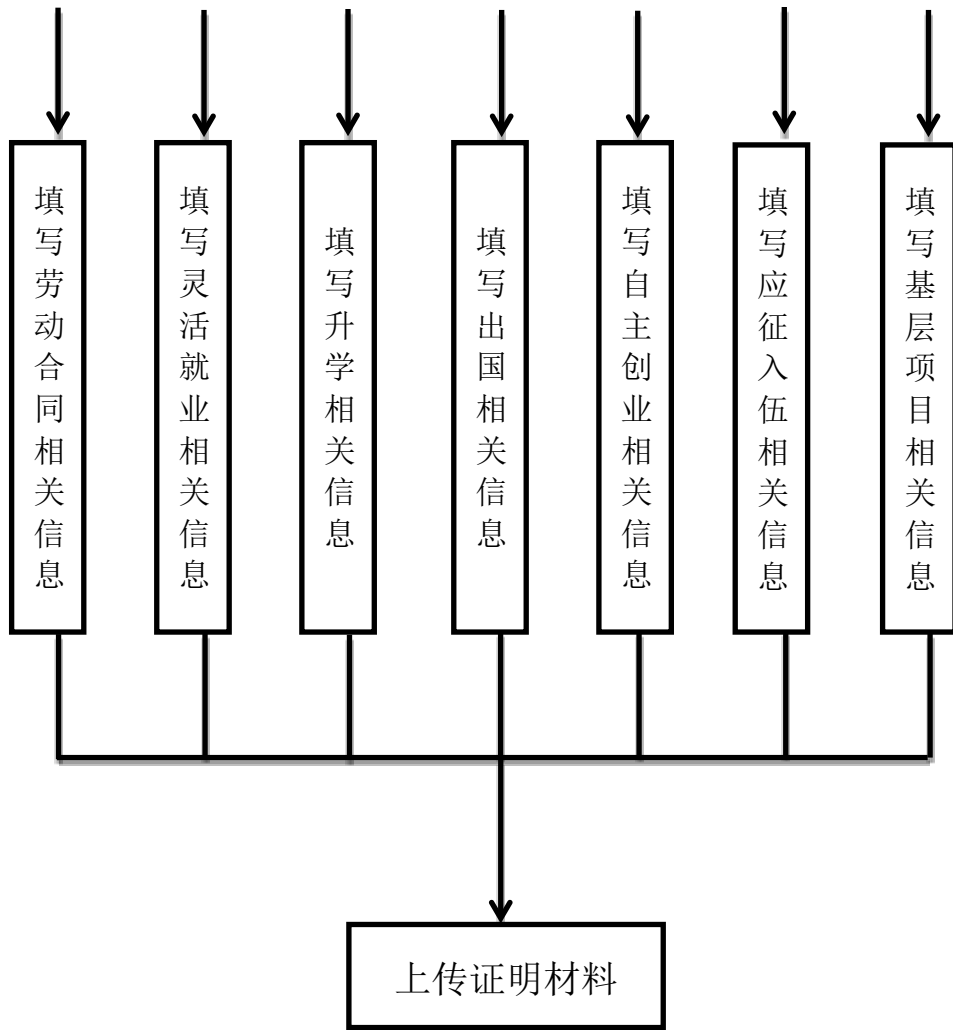 填写劳动合同相关信息
填写灵活就业相关信息
填写升学相关信息
填写出国相关信息
填写自主创业相关信息
填写应征入伍相关信息
填写基层项目相关信息
上传证明材料